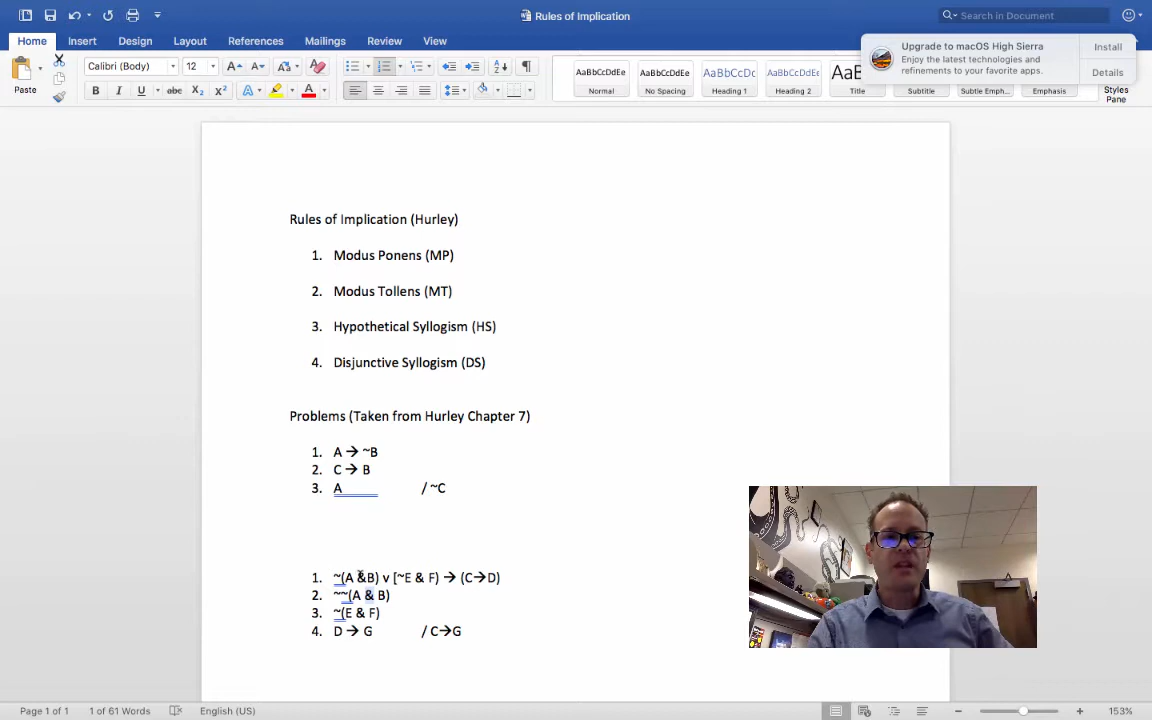 Rules of Implication
Search in Document
Home Insert Design Layout References Mailings Review View
Upgrade to macOS High Sierra
Enjoy the latest technologies and
refinements to your favorite apps.
Install
Details
Paste
Calibri (Body) 12
AaBbCcDdEe AaBbCcDdEe AaBbCcDc AaBbCcDdEe AaB
Normal No Spacing Heading 1 Heading 2 Title Subtitle Subtle Emph... Emphasis
Styles
Pane
Rules of Implication (Hurley)
1. Modus Ponens (MP)
2. Modus Tollens (MT)
3. Hypothetical Syllogism (HS)
4. Disjunctive Syllogism (DS)
Problems (Taken from Hurley Chapter 7)
1. A → ~B
2. C → B
3. A / ~C
1. ~(A &B) v [~E & F) → (C→D)
2. ~~(A & B)
3. ~(E & F)
4. D → G / C→G
Page 1 of 1 1 of 61 Words English (US) 153%